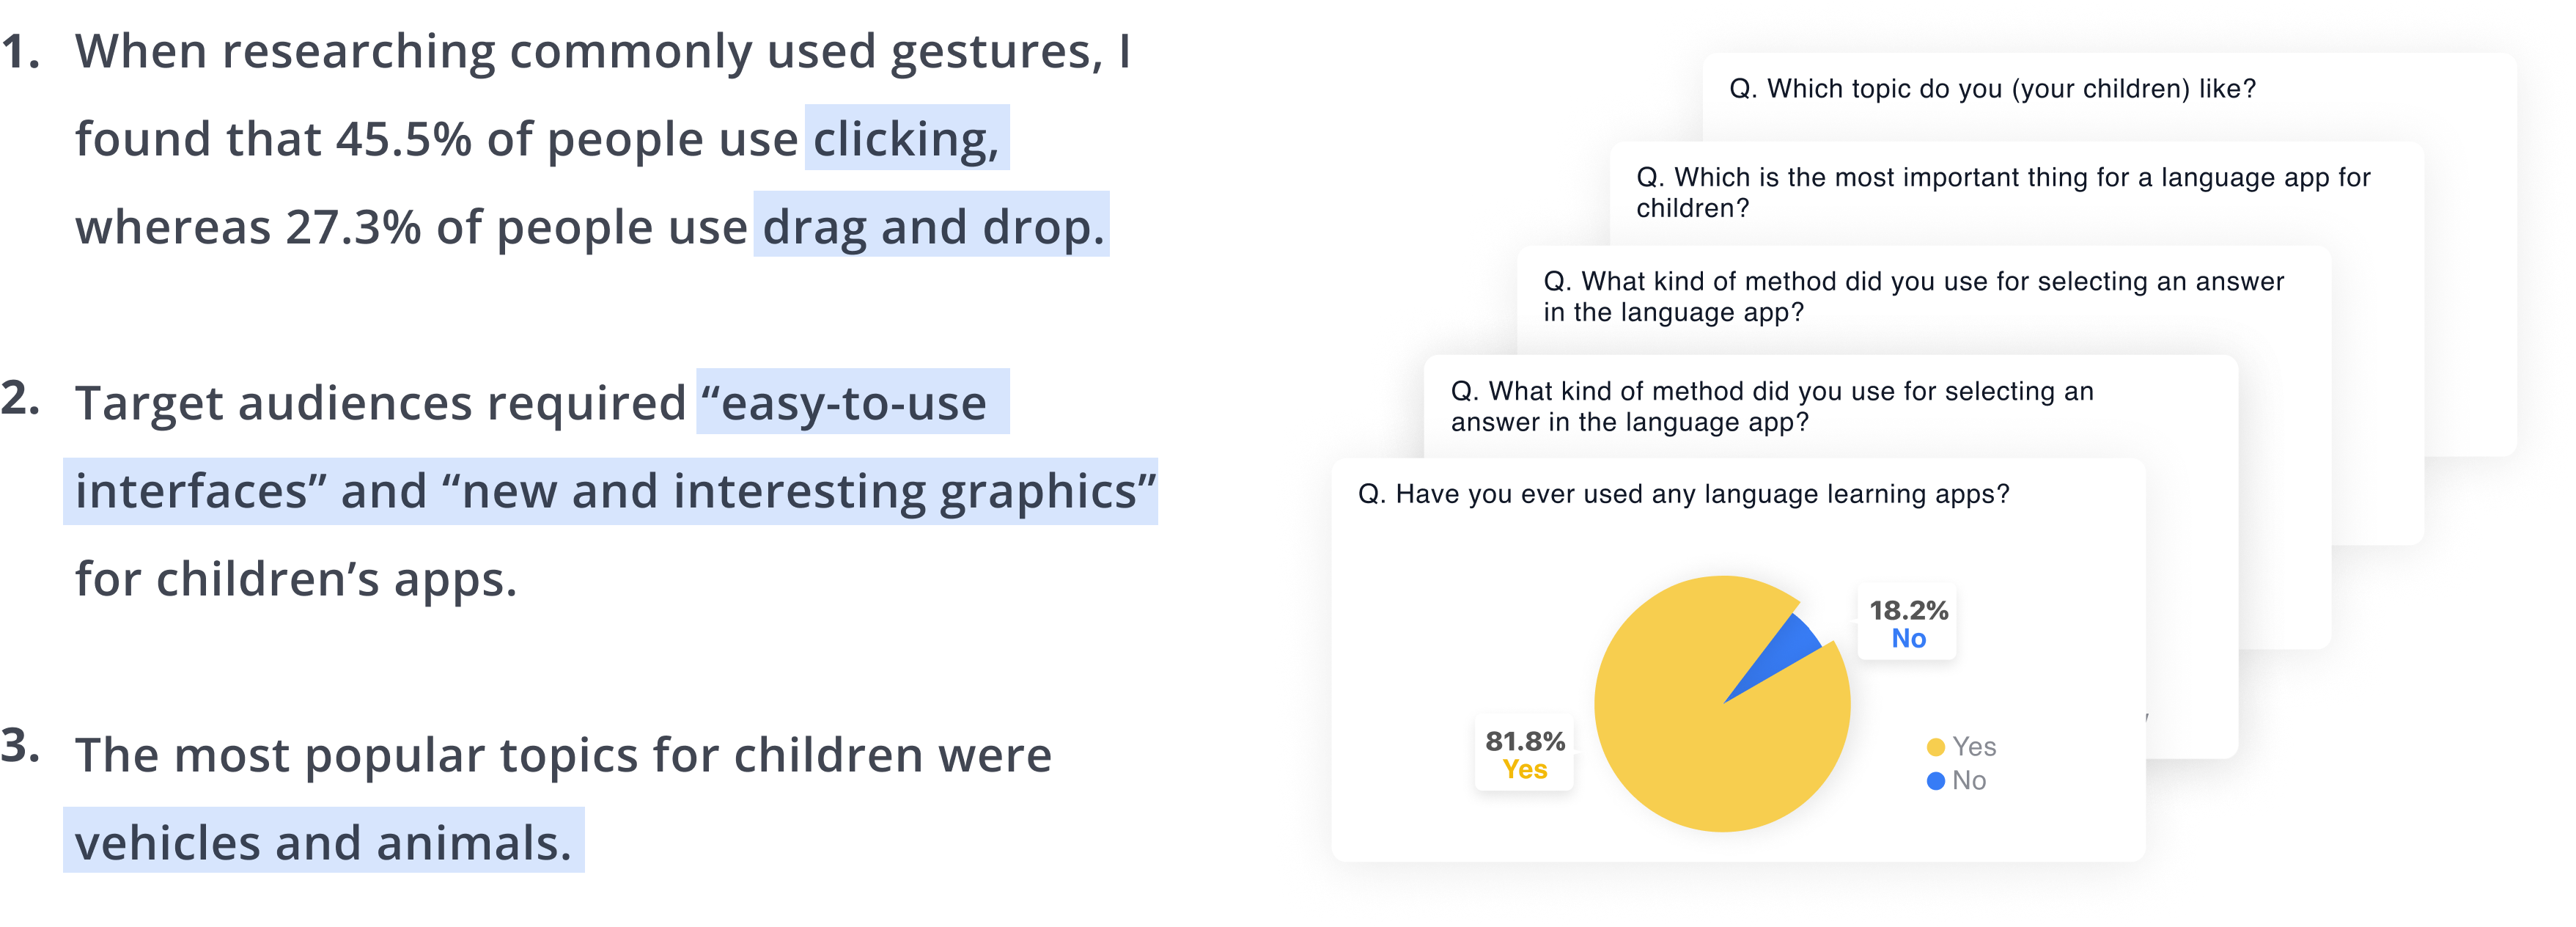 1. When researching commonly used gestures, I
found that 45.5% of people use clicking,
whereas 27.3% of people use drag and drop.
2. Target audiences required “easy-to-use
interfaces” and “new and interesting graphics”
for children’s apps.
3. The most popular topics for children were
vehicles and animals.
Q. Which topic do you (your children) like?
Q. Which is the most important thing for a language app for
children?
Q. What kind of method did you use for selecting an answer
in the language app?
Q. What kind of method did you use for selecting an
answer in the language app?
Q. Have you ever used any language learning apps?
18.2%
No
81.8%
Yes
Yes
No